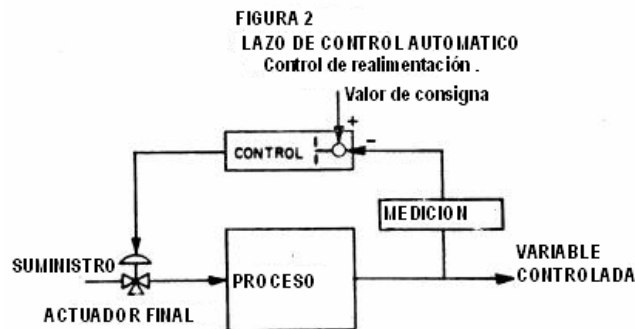 FIGURA 2
LAZO DE CONTROL AUTOMATICO
Control de realimentación .
Valor de consigna
+
-
CONTROL
MEDICION
SUMINISTRO
PROCESO
VARIABLE
CONTROLADA
ACTUADOR FINAL